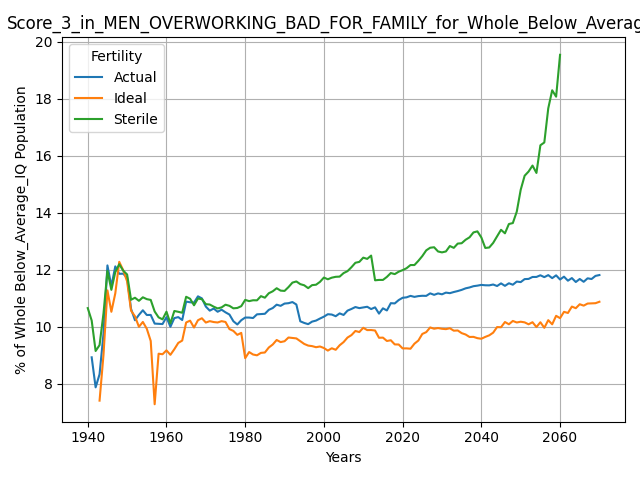 Score_3_in_MEN_OVERWORKING_BAD_FOR_FAMILY_for_Whole_Below_Averag
% of Whole Below_Average_IQ Population
20
18
16
14
12
10
8
Fertility
Actual
Ideal
Sterile
1940 1960 1980 2000 2020 2040 2060
Years